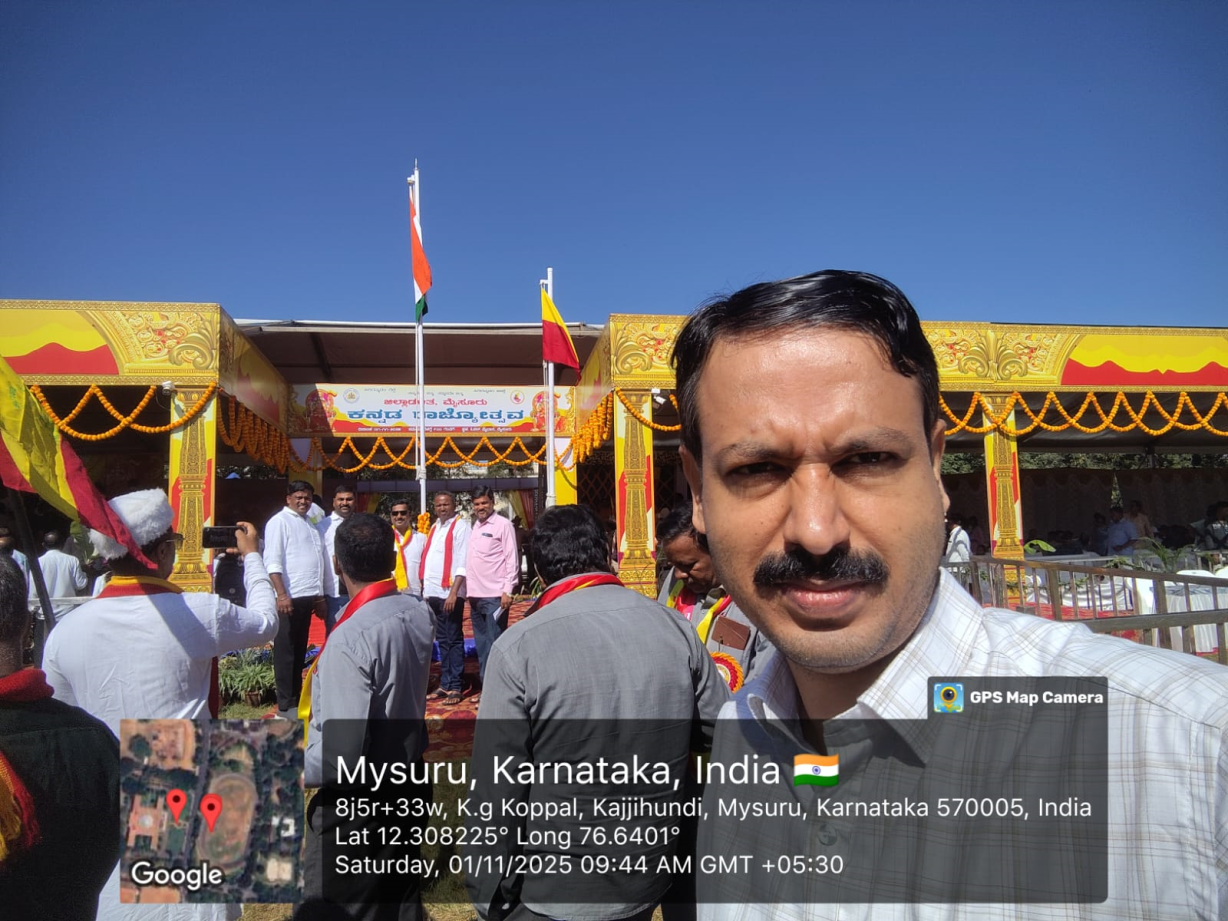 ಜಿಲ್ಲಾಡಳಿತ, ಮೈಸೂರು
ಕನ್ನಡ ರಾಜ್ಯೋತ್ಸವ
GPS Map Camera
Mysuru, Karnataka, India 🇮🇳
8j5r+33w, K.g Koppal, Kajjihundi, Mysuru, Karnataka 570005, India
Lat 12.308225° Long 76.6401°
Saturday, 01/11/2025 09:44 AM GMT +05:30
Google